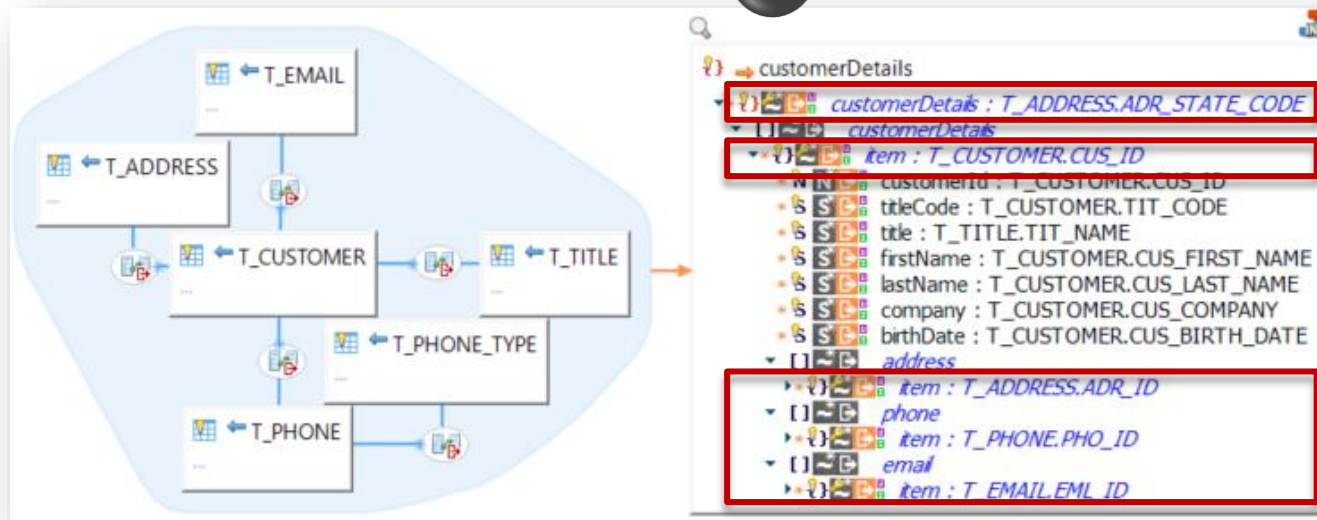 T_EMAIL
...
T_ADDRESS
...
T_CUSTOMER
...
T_TITLE
...
T_PHONE_TYPE
...
T_PHONE
...
{} customerDetails
{} customerDetails : T_ADDRESS.ADR_STATE_CODE
[] customerDetails
{} item : T_CUSTOMER.CUS_ID
N N customerId : T_CUSTOMER.CUS_ID
S S titleCode : T_CUSTOMER.TIT_CODE
S S title : T_TITLE.TIT_NAME
S S firstName : T_CUSTOMER.CUS_FIRST_NAME
S S lastName : T_CUSTOMER.CUS_LAST_NAME
S S company : T_CUSTOMER.CUS_COMPANY
S S birthDate : T_CUSTOMER.CUS_BIRTH_DATE
[] address
{} item : T_ADDRESS.ADR_ID
[] phone
{} item : T_PHONE.PHO_ID
[] email
{} item : T_EMAIL.EML_ID